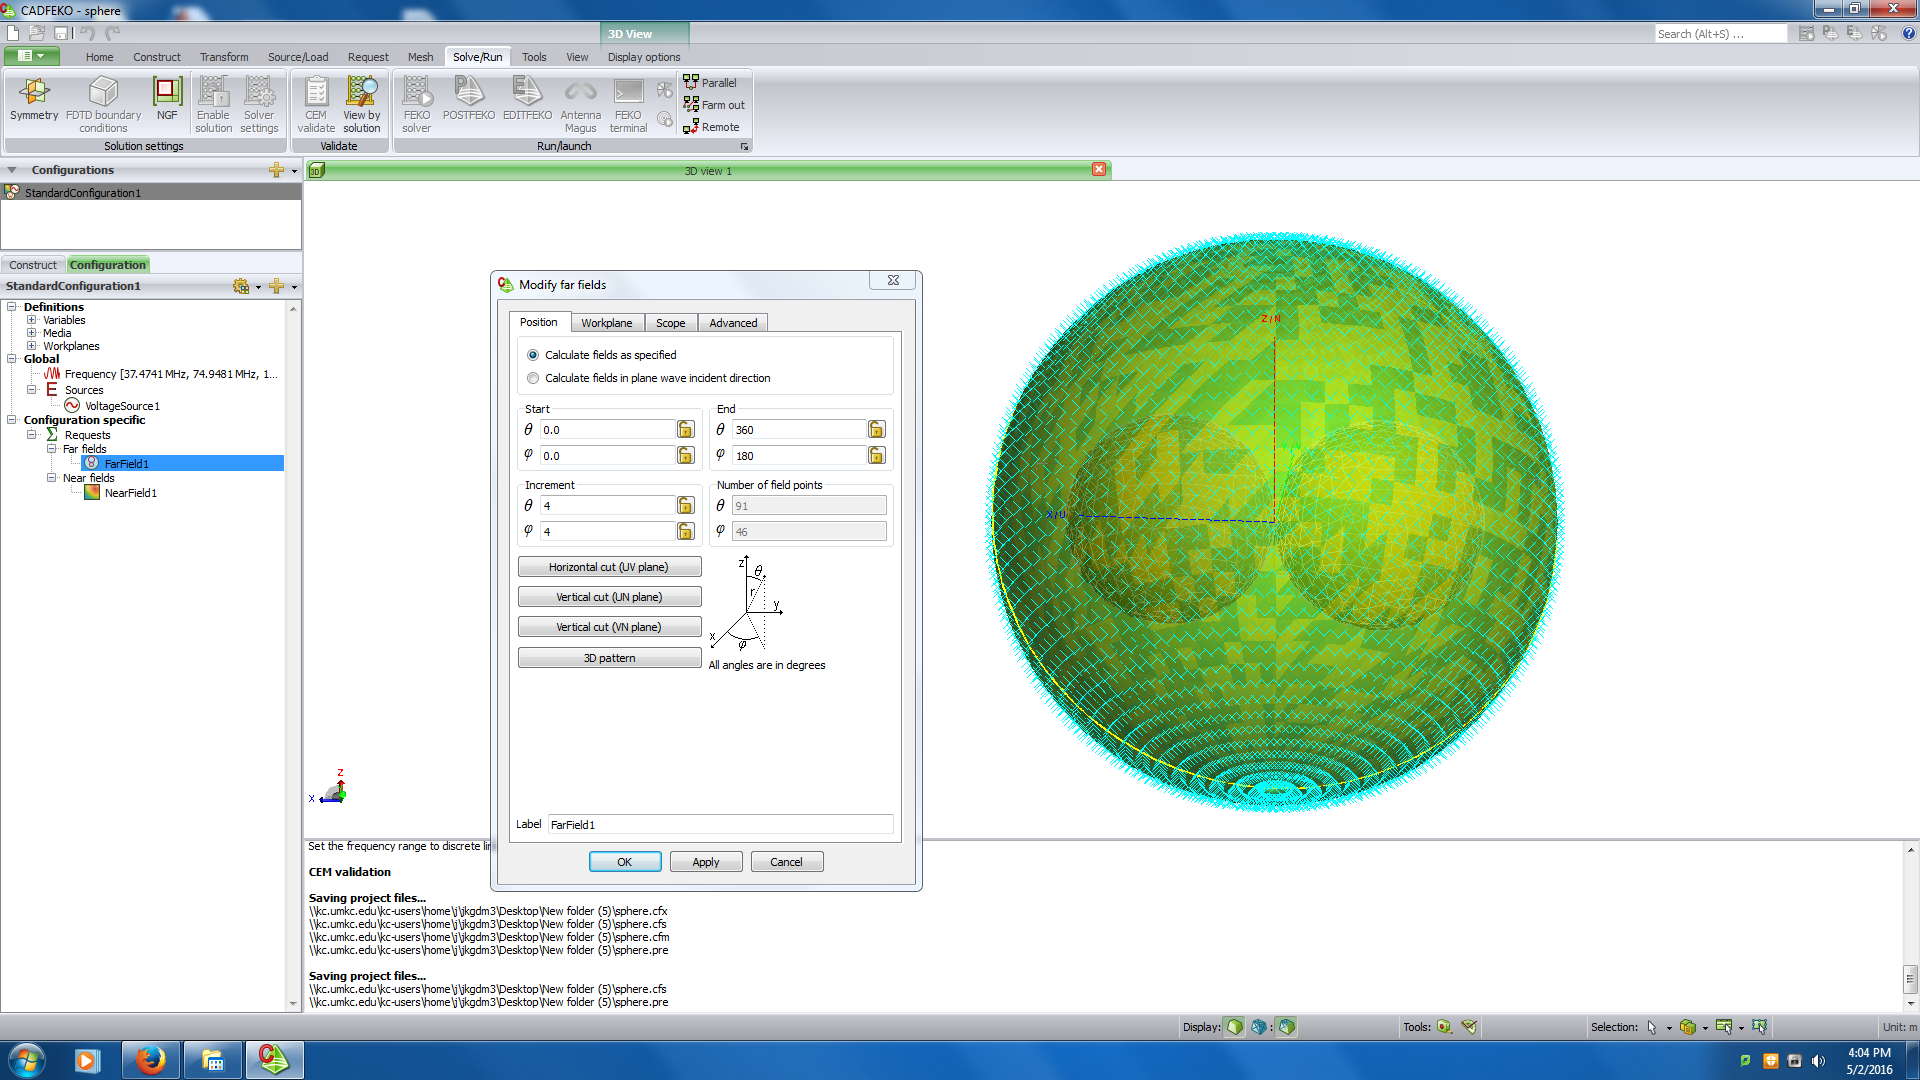 CADFEKO - sphere
3D View
Search (Alt+S) ...
Home
Construct
Transform
Source/Load
Request
Mesh
Solve/Run
Tools
View
Display options
Symmetry
FDTD boundary
conditions
NGF
Enable
solution
Solver
settings
Solution settings
CEM
validate
View by
solution
Validate
FEKO
solver
POSTFEKO
EDITFEKO
Antenna
Magus
FEKO
terminal
Parallel
Farm out
Remote
Run/launch
Configurations
StandardConfiguration1
Construct
Configuration
StandardConfiguration1
Definitions
Variables
Media
Workplanes
Global
Frequency [37.4741 MHz, 74.9481 MHz, 1...
Sources
VoltageSource1
Configuration specific
Requests
Far fields
FarField1
Near fields
NearField1
3D
3D view 1
Modify far fields
Position
Workplane
Scope
Advanced
Calculate fields as specified
Calculate fields in plane wave incident direction
Start
θ 0.0
φ 0.0
End
θ 360
φ 180
Increment
θ 4
φ 4
Number of field points
θ 91
φ 46
Horizontal cut (UV plane)
Vertical cut (UN plane)
Vertical cut (VN plane)
3D pattern
z
θ
r
y
x
φ
All angles are in degrees
Label FarField1
OK
Apply
Cancel
Z/N
Y/V
X/U
Z
X
Set the frequency range to discrete li
CEM validation
Saving project files...
\\kc.umkc.edu\kc-users\home\j\jkgdm3\Desktop\New folder (5)\sphere.cfx
\\kc.umkc.edu\kc-users\home\j\jkgdm3\Desktop\New folder (5)\sphere.cfs
\\kc.umkc.edu\kc-users\home\j\jkgdm3\Desktop\New folder (5)\sphere.cfm
\\kc.umkc.edu\kc-users\home\j\jkgdm3\Desktop\New folder (5)\sphere.pre
Saving project files...
\\kc.umkc.edu\kc-users\home\j\jkgdm3\Desktop\New folder (5)\sphere.cfs
\\kc.umkc.edu\kc-users\home\j\jkgdm3\Desktop\New folder (5)\sphere.pre
Display:
Tools:
Selection:
Unit: m
4:04 PM
5/2/2016